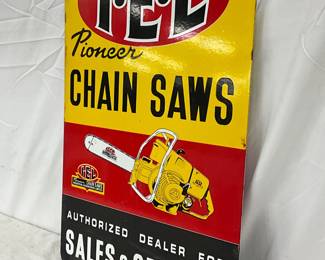 P·E·L
Pioneer
CHAIN SAWS
AUTHORIZED DEALER FOR
SALES &